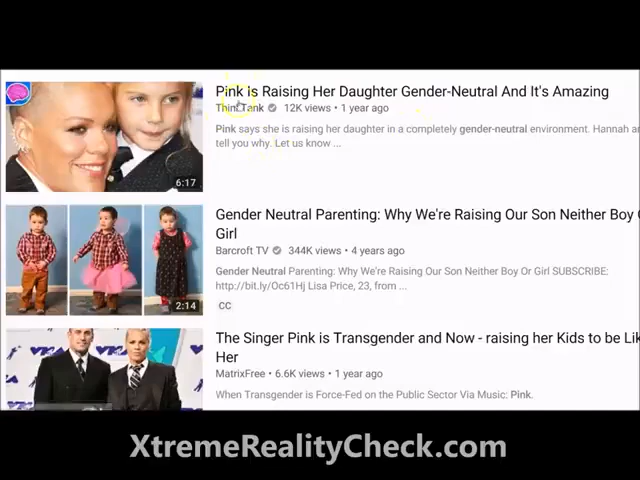 Pink is Raising Her Daughter Gender-Neutral And It's Amazing
ThinkTank 12K views • 1 year ago
Pink says she is raising her daughter in a completely gender-neutral environment. Hannah an
tell you why. Let us know ...
6:17
Gender Neutral Parenting: Why We're Raising Our Son Neither Boy
Girl
Barcroft TV 344K views • 4 years ago
Gender Neutral Parenting: Why We're Raising Our Son Neither Boy Or Girl SUBSCRIBE:
http://bit.ly/Oc61Hj Lisa Price, 23, from ...
2:14
CC
The Singer Pink is Transgender and Now - raising her Kids to be Lik
Her
MatrixFree • 6.6K views • 1 year ago
When Transgender is Force-Fed on the Public Sector Via Music: Pink.
XtremeRealityCheck.com